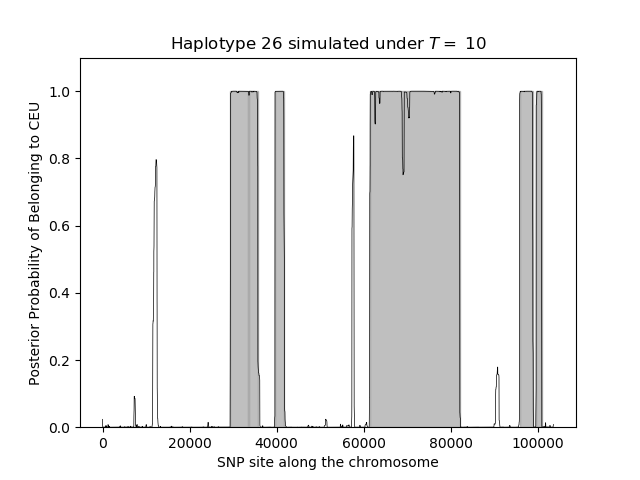 Haplotype 26 simulated under T = 10
Posterior Probability of Belonging to CEU
1.0
0.8
0.6
0.4
0.2
0.0
0 20000 40000 60000 80000 100000
SNP site along the chromosome